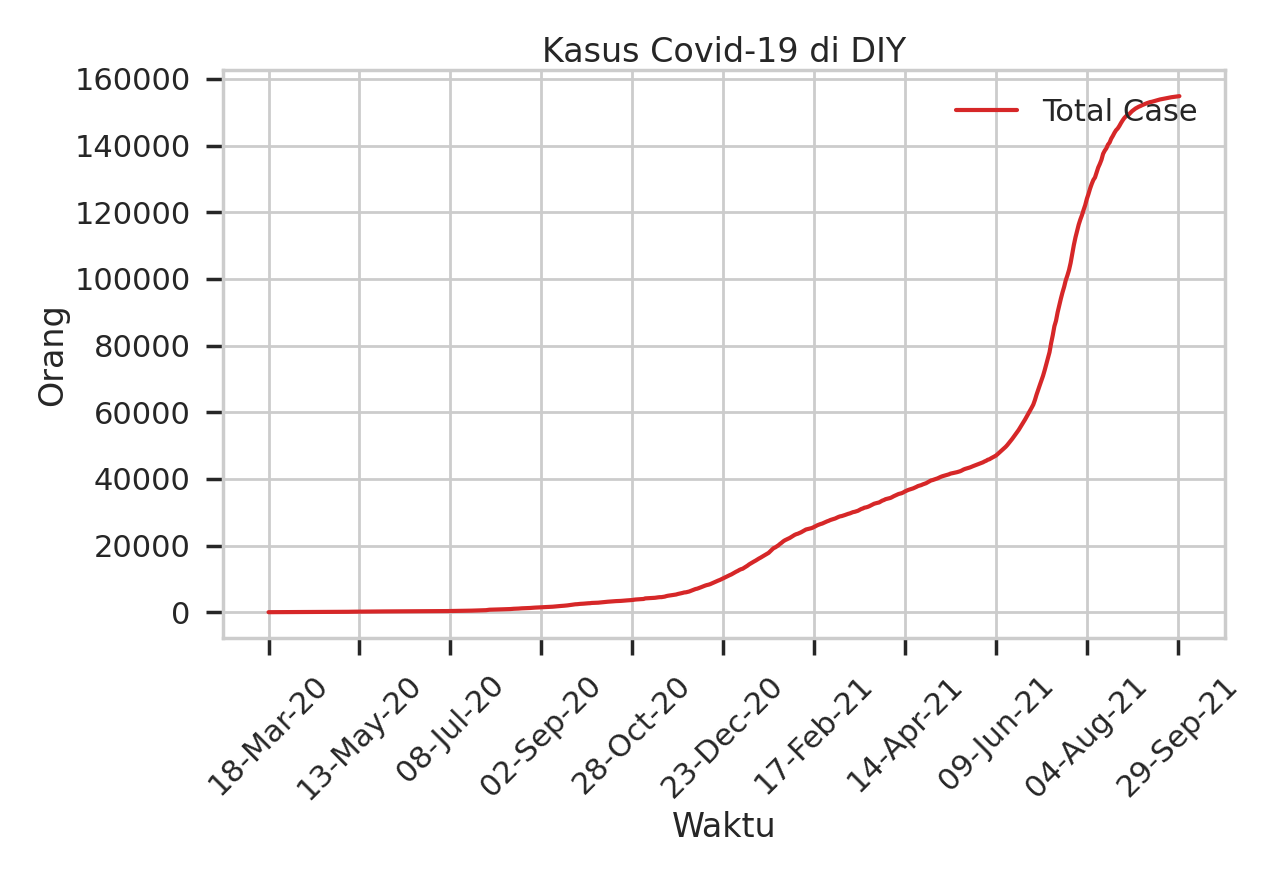 Kasus Covid-19 di DIY
160000
140000
120000
100000
80000
60000
40000
20000
0
Orang
Total Case
18-Mar-20
13-May-20
08-Jul-20
02-Sep-20
28-Oct-20
23-Dec-20
17-Feb-21
14-Apr-21
09-Jun-21
04-Aug-21
29-Sep-21
Waktu